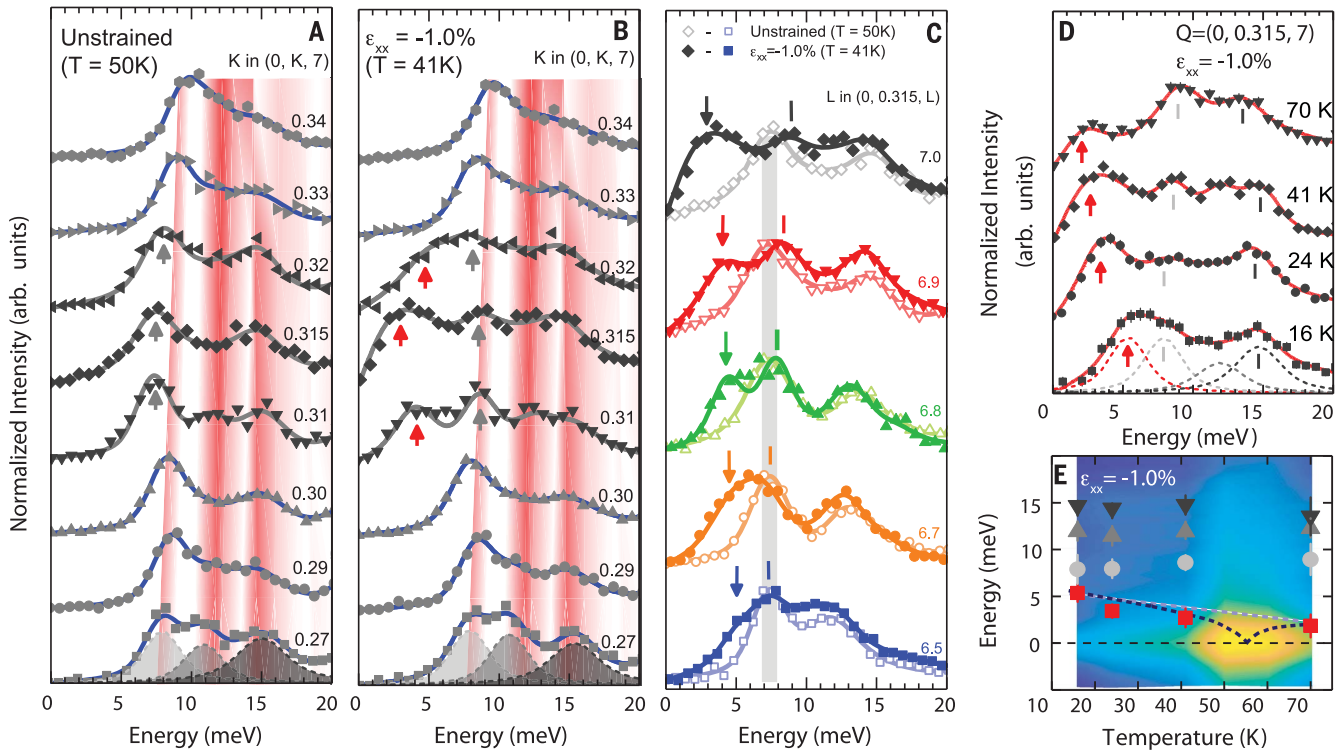 A
Unstrained
(T = 50K)
K in (0, K, 7)
0.34
0.33
0.32
0.315
0.31
0.30
0.29
0.27
0 5 10 15 20
Energy (meV)
Normalized Intensity (arb. units)
B
εxx = -1.0%
(T = 41K)
K in (0, K, 7)
0.34
0.33
0.32
0.315
0.31
0.30
0.29
0.27
0 5 10 15 20
Energy (meV)
C
- Unstrained (T = 50K)
- εxx=-1.0% (T = 41K)
L in (0, 0.315, L)
7.0
6.9
6.8
6.7
6.5
0 5 10 15 20
Energy (meV)
D
Q=(0, 0.315, 7)
εxx= -1.0%
70 K
41 K
24 K
16 K
0 5 10 15 20
Energy (meV)
Normalized Intensity
(arb. units)
E
εxx= -1.0%
15
10
5
0
Energy (meV)
10 20 30 40 50 60 70
Temperature (K)